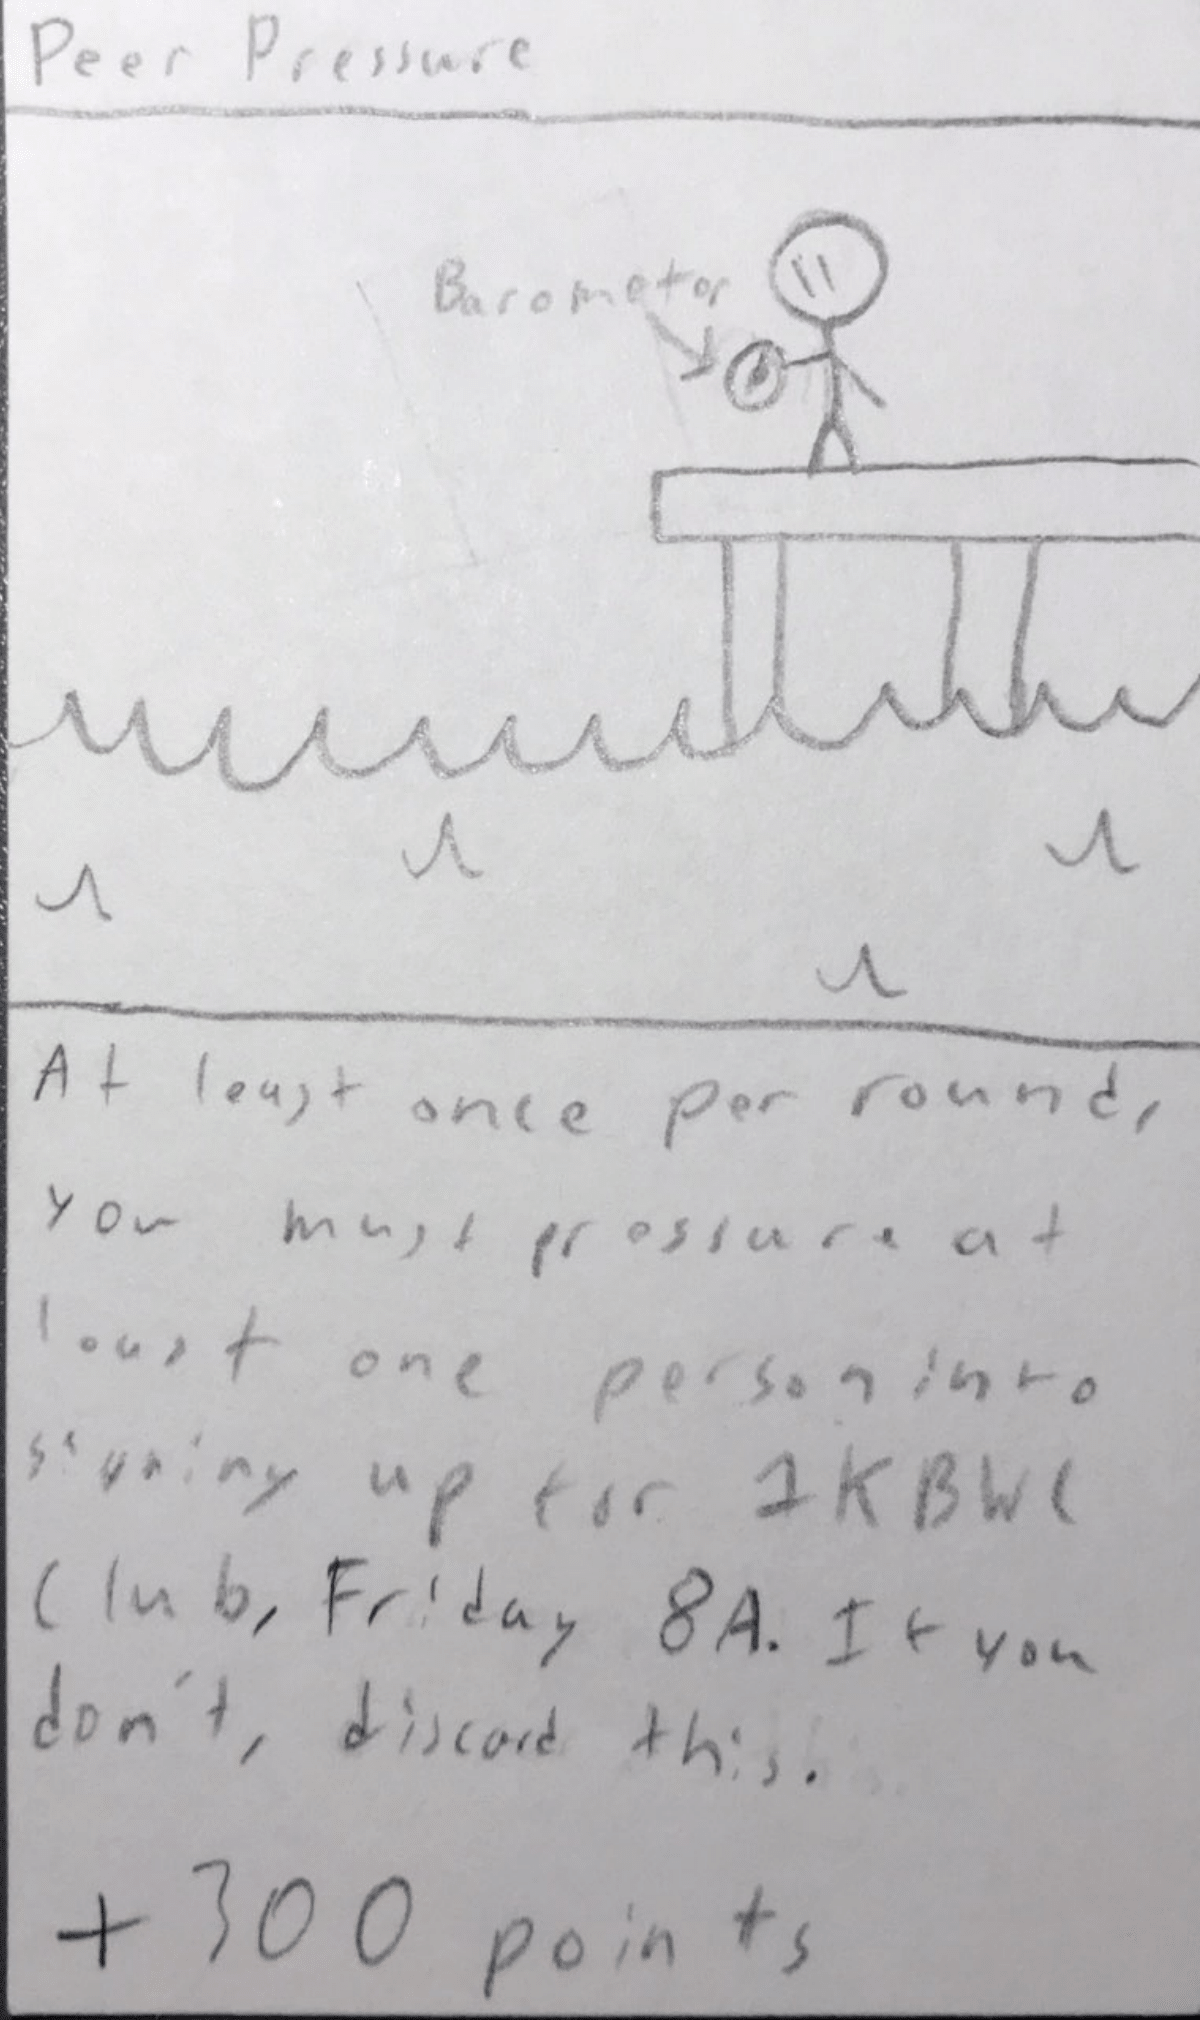 Peer Pressure
Barometor
At least once per round,
you must pressure at
least one person into
signing up for 1KBWC
Club, Friday 8A. If you
don't, discard this.
+300 points